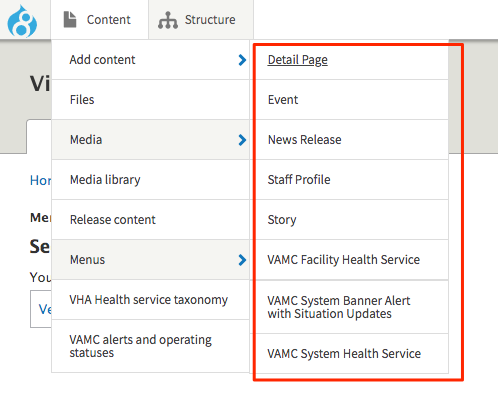 Content
Structure
Add content
Files
Media
Media library
Release content
Menus
VHA Health service taxonomy
VAMC alerts and operating
statuses
Detail Page
Event
News Release
Staff Profile
Story
VAMC Facility Health Service
VAMC System Banner Alert
with Situation Updates
VAMC System Health Service
Vi
Hor
Me
Se
You
Ve